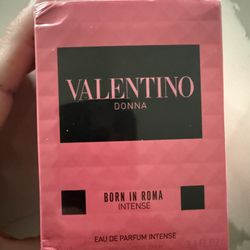 VALENTINO
DONNA
BORN IN ROMA
INTENSE
EAU DE PARFUM INTENSE